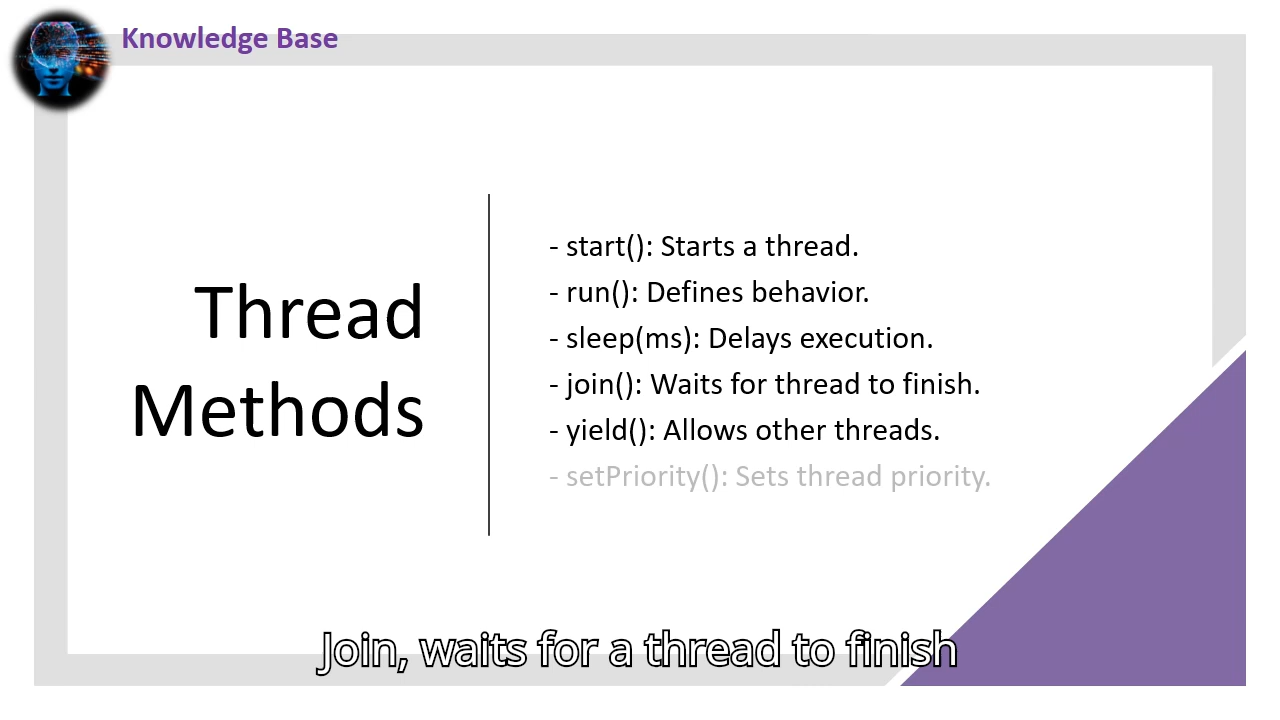 Knowledge Base
Thread
Methods
- start(): Starts a thread.
- run(): Defines behavior.
- sleep(ms): Delays execution.
- join(): Waits for thread to finish.
- yield(): Allows other threads.
- setPriority(): Sets thread priority.
Join, waits for a thread to finish